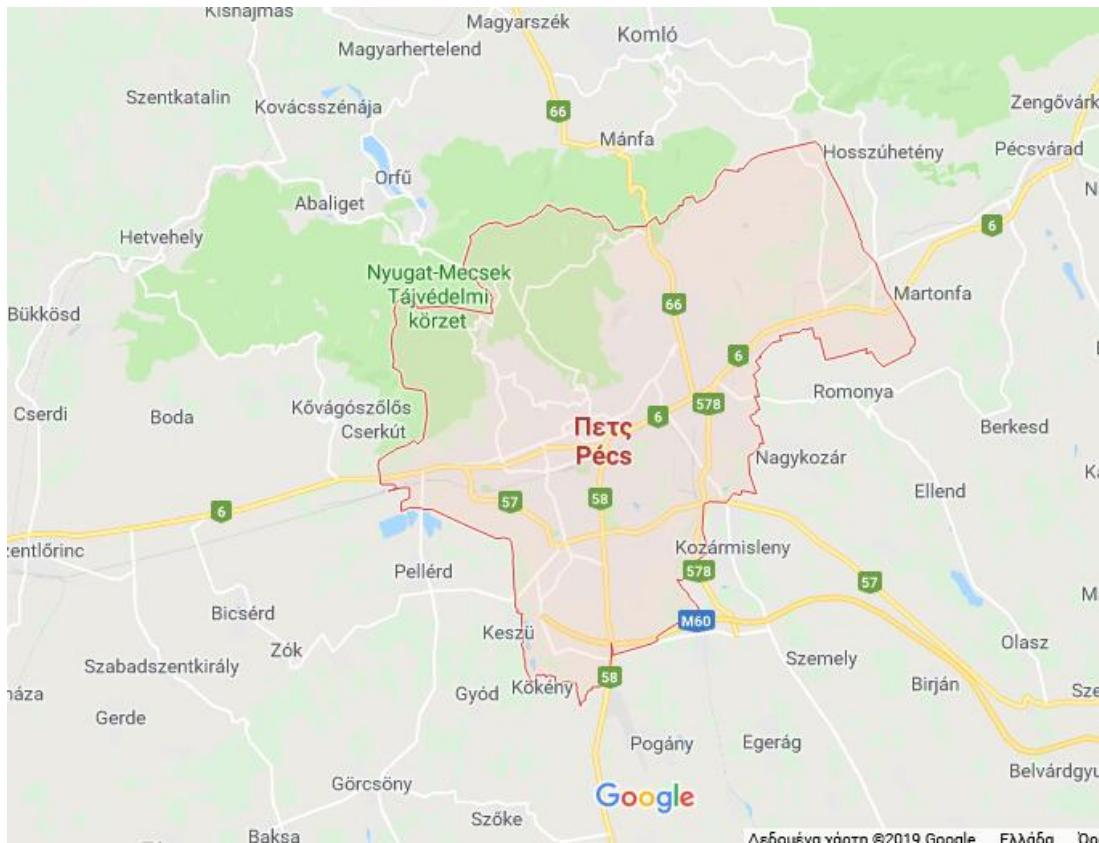 Kisnajmás
Magyarszék
Komló
Magyarhertelend
Szentkatalin
Kovácsszénája
66
Mánfa
Zengővárk
Hosszúhetény
Pécsvárad
Orfű
Abaliget
6
Hetvehely
Nyugat-Mecsek
Tájvédelmi
körzet
66
Martonfa
Bükkösd
6
Romonya
578
Cserdi
Boda
Kővágószőlős
Cserkút
6
Πετς
Pécs
Berkesd
Nagykozár
Ellend
57
58
6
zentlőrinc
Kozármisleny
Pellérd
578
57
Bicsérd
M60
Keszü
Olasz
Zók
Szemely
Szabadszentkirály
58
Birján
Sze
háza
Gyód
Kökény
Gerde
Pogány
Egerág
Belvárdgyu
Görcsöny
Google
Szőke
Baksa
Δεδομένα χάρτη ©2019 Google
Ελλάδα
Όρ